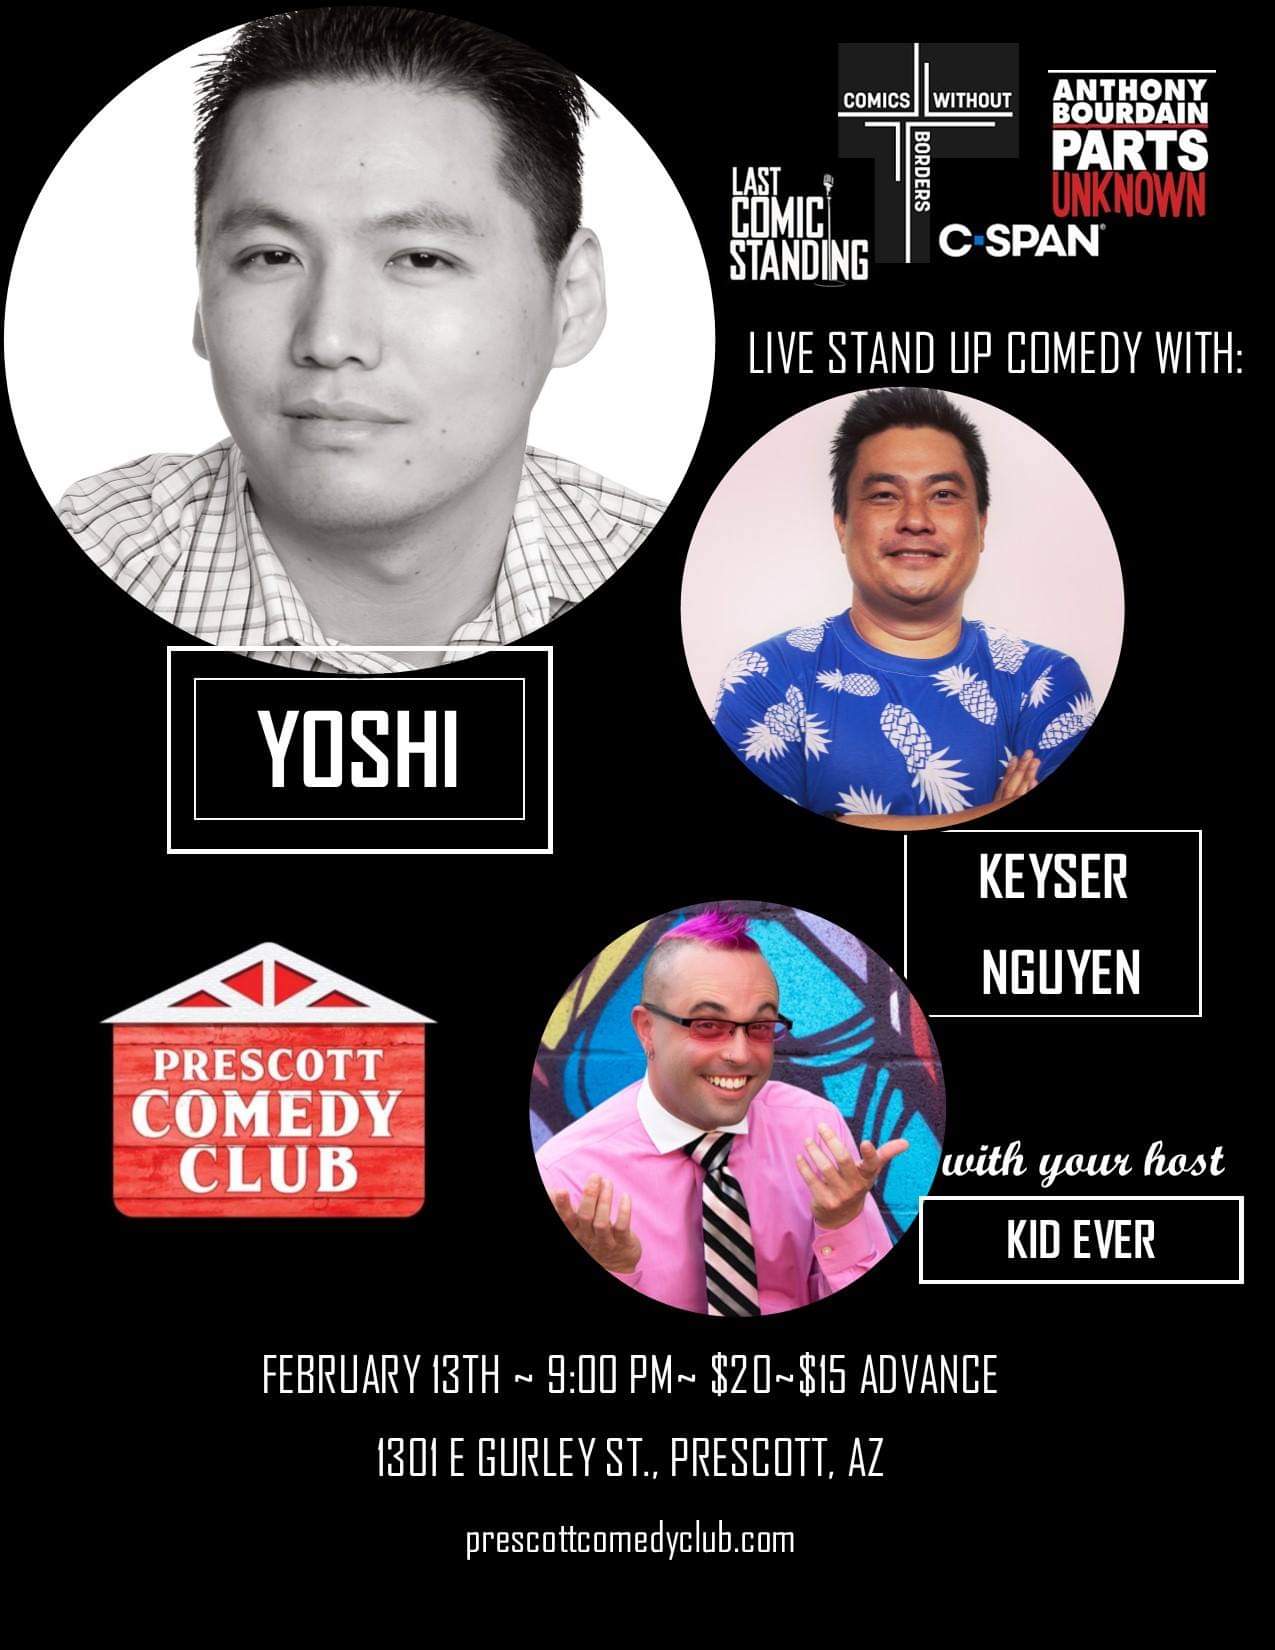 COMICS WITHOUT
BORDERS
ANTHONY
BOURDAIN
PARTS
UNKNOWN
LAST
COMIC
STANDING
C-SPAN
LIVE STAND UP COMEDY WITH:
YOSHI
KEYSER
NGUYEN
PRESCOTT
COMEDY
CLUB
with your host
KID EVER
FEBRUARY 13TH ~ 9:00 PM~ $20~$15 ADVANCE
1301 E GURLEY ST., PRESCOTT, AZ
prescottcomedyclub.com